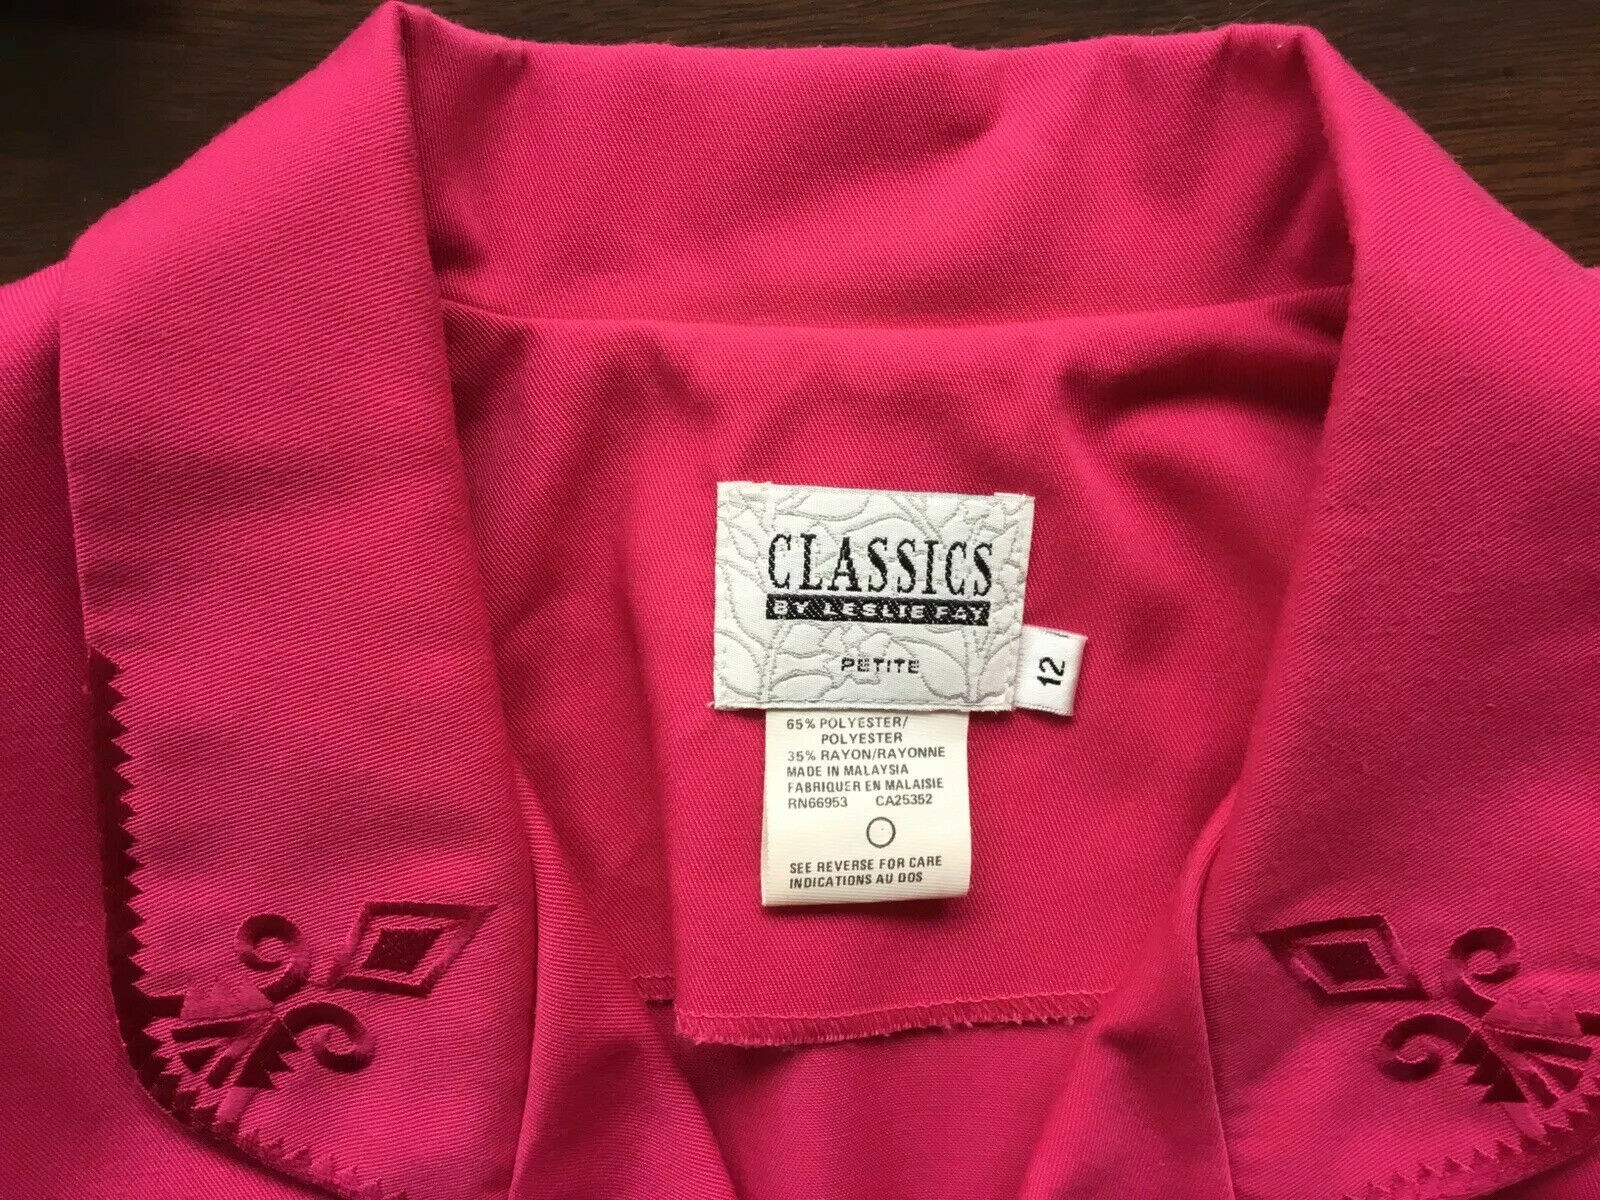 CLASSICS
BY LESLIE FAY
PETITE
12
65% POLYESTER/
POLYESTER
35% RAYON/RAYONNE
MADE IN MALAYSIA
FABRIQUER EN MALAISIE
RN66953 CA25352
SEE REVERSE FOR CARE
INDICATIONS AU DOS